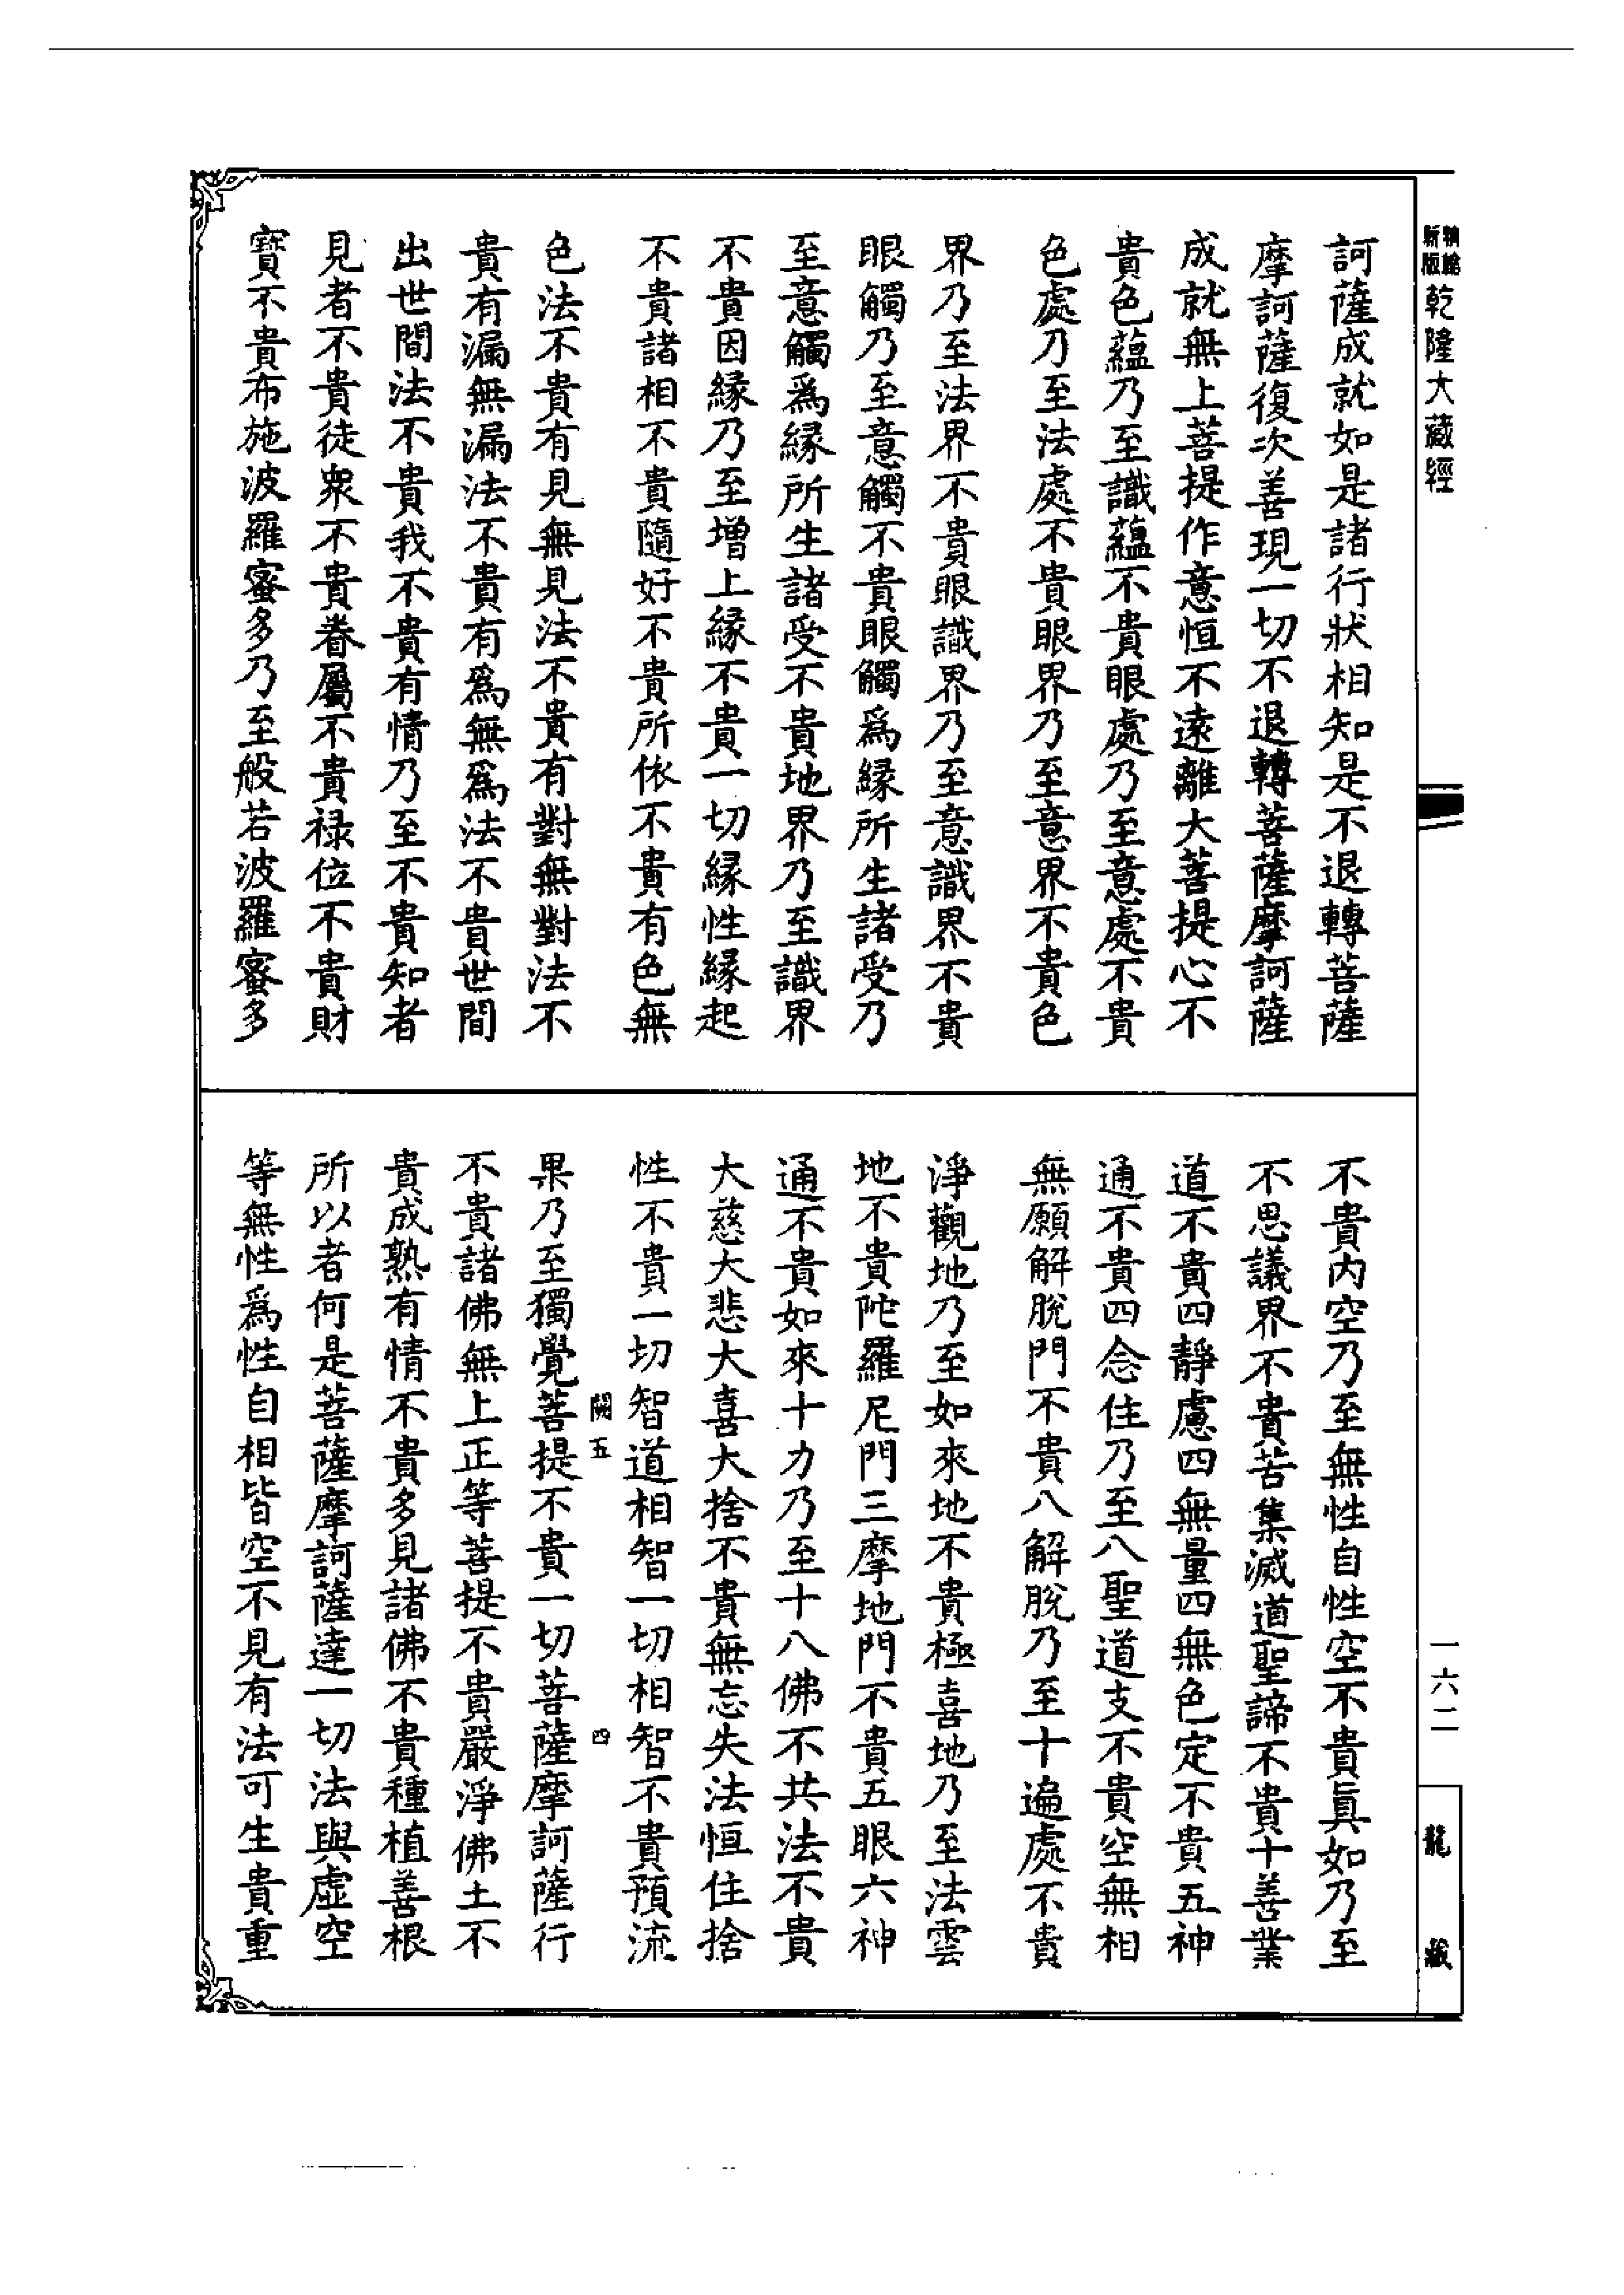 新版精縮乾隆大藏經
訶薩成就如是諸行狀相知是不退轉菩薩
摩訶薩復次善現一切不退轉菩薩摩訶薩
成就無上菩提作意恒不遠離大菩提心不
貴色蘊乃至識蘊不貴眼處乃至意處不貴
色處乃至法處不貴眼界乃至意界不貴色
界乃至法界不貴眼識界乃至意識界不貴
眼觸乃至意觸不貴眼觸爲緣所生諸受乃
至意觸爲緣所生諸受不貴地界乃至識界
不貴因緣乃至增上緣不貴一切緣性緣起
不貴諸相不貴隨好不貴所依不貴有色無
色法不貴有見無見法不貴有對無對法不
貴有漏無漏法不貴有爲無爲法不貴世間
出世間法不貴我不貴有情乃至不貴知者
見者不貴徒衆不貴眷屬不貴祿位不貴財
寶不貴布施波羅蜜多乃至般若波羅蜜多
不貴內空乃至無性自性空不貴眞如乃至
不思議界不貴苦集滅道聖諦不貴十善業
道不貴四靜慮四無量四無色定不貴五神
通不貴四念住乃至八聖道支不貴空無相
無願解脫門不貴八解脫乃至十遍處不貴
淨觀地乃至如來地不貴極喜地乃至法雲
地不貴陀羅尼門三摩地門不貴五眼六神
通不貴如來十力乃至十八佛不共法不貴
大慈大悲大喜大捨不貴無忘失法恒住捨
性不貴一切智道相智一切相智不貴預流
闕五 四
果乃至獨覺菩提不貴一切菩薩摩訶薩行
不貴諸佛無上正等菩提不貴嚴淨佛土不
貴成熟有情不貴多見諸佛不貴種植善根
所以者何是菩薩摩訶薩達一切法與虛空
等無性爲性自相皆空不見有法可生貴重
一六二
龍藏